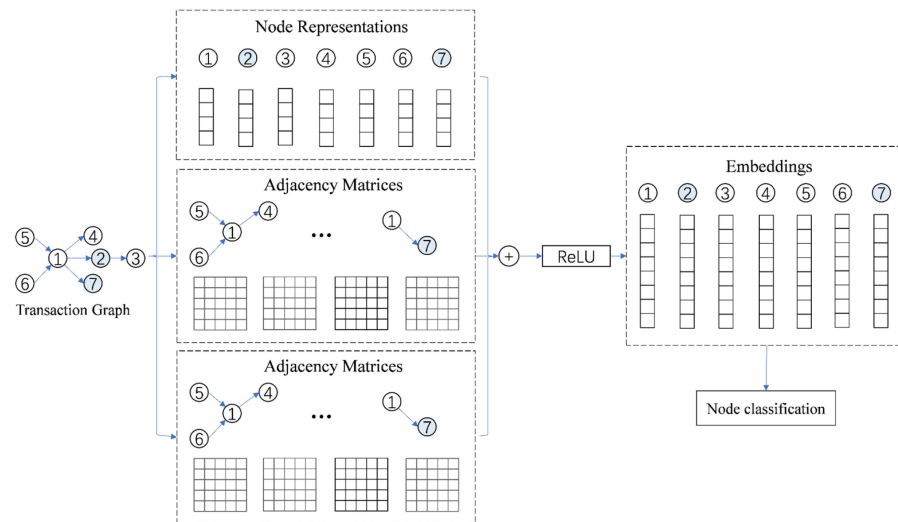 Node Representations
1 2 3 4 5 6 7
Adjacency Matrices
5 4 1 6 ... 1 7
5 4 1 2 3 6 7
Transaction Graph
Adjacency Matrices
5 4 1 6 ... 1 7
+
ReLU
Embeddings
1 2 3 4 5 6 7
Node classification